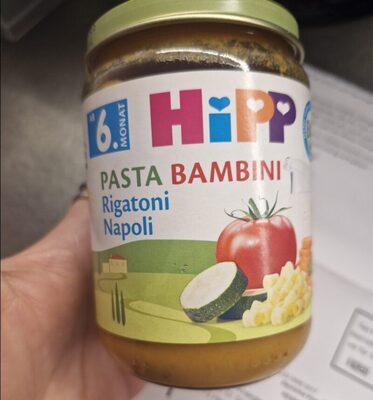 AB
6.
MONAT
HiPP
PASTA BAMBINI
Rigatoni
Napoli